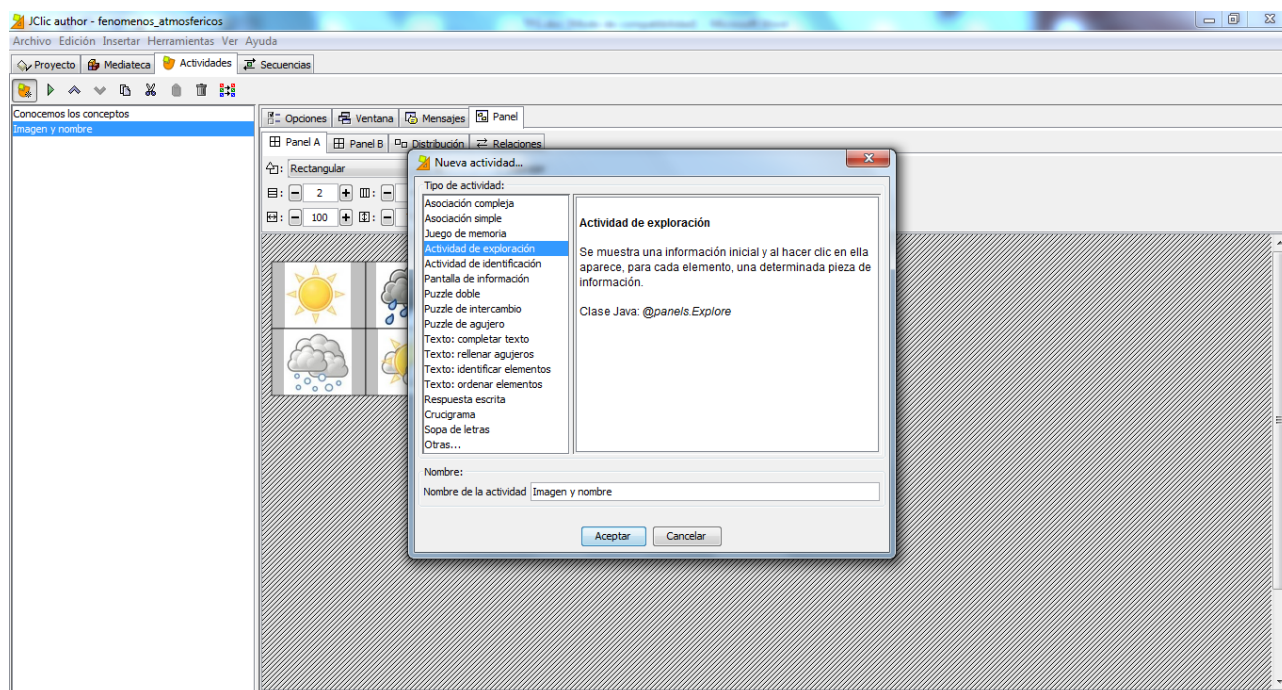 JClic author - fenomenos_atmosfericos
Archivo Edición Insertar Herramientas Ver Ayuda
Proyecto Mediateca Actividades Secuencias
Conocemos los conceptos
Imagen y nombre
Opciones Ventana Mensajes Panel
Panel A Panel B Distribución Relaciones
Rectangular
2
100
Nueva actividad...
Tipo de actividad:
Asociación compleja
Asociación simple
Juego de memoria
Actividad de exploración
Actividad de identificación
Pantalla de información
Puzzle doble
Puzzle de intercambio
Puzzle de agujero
Texto: completar texto
Texto: rellenar agujeros
Texto: identificar elementos
Texto: ordenar elementos
Respuesta escrita
Crucigrama
Sopa de letras
Otras...
Actividad de exploración
Se muestra una información inicial y al hacer clic en ella
aparece, para cada elemento, una determinada pieza de
información.
Clase Java: @panels.Explore
Nombre:
Nombre de la actividad Imagen y nombre
Aceptar Cancelar